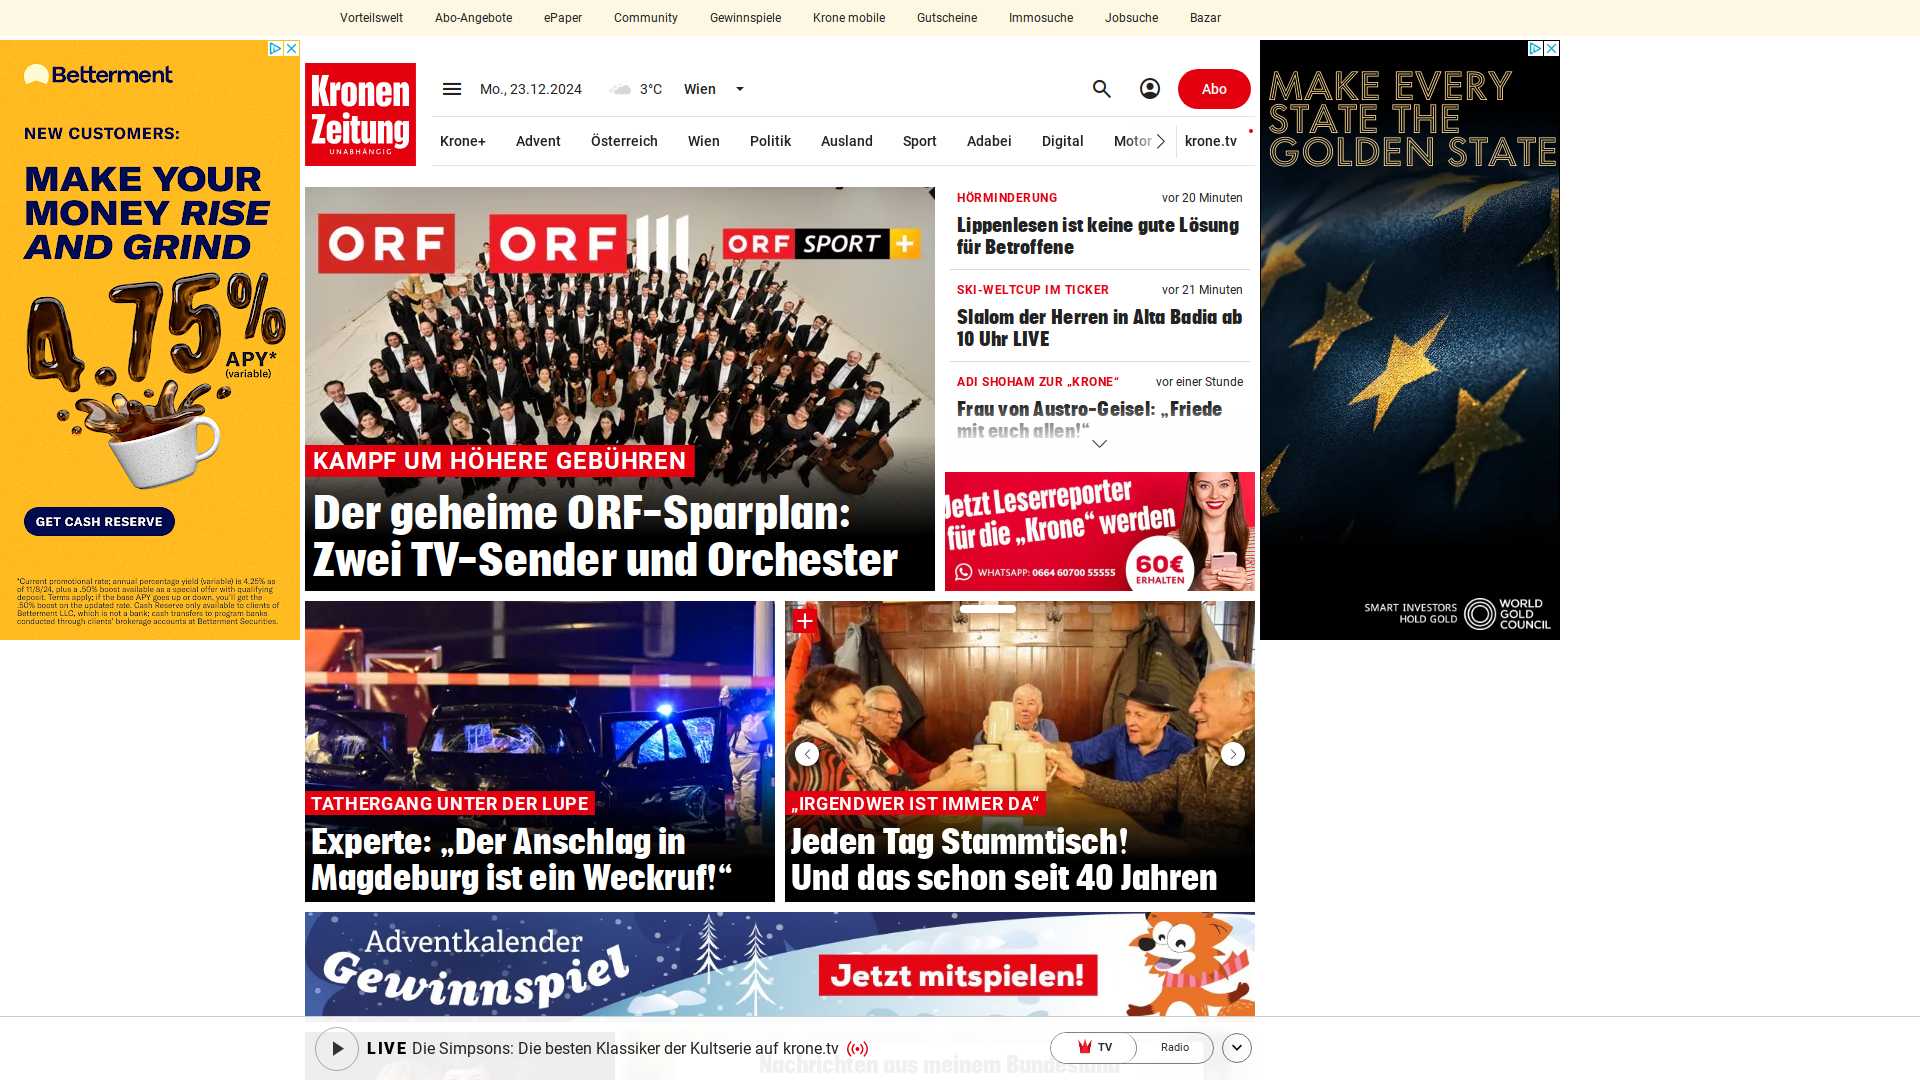 Vorteilswelt
Abo-Angebote
ePaper
Community
Gewinnspiele
Krone mobile
Gutscheine
Immosuche
Jobsuche
Bazar
Betterment
NEW CUSTOMERS:
MAKE YOUR
MONEY RISE
AND GRIND
4.75%
APY*
(variable)
GET CASH RESERVE
*Current promotional rate; annual percentage yield (variable) is 4.25% as
of 11/8/24, plus a .50% boost available as a special offer with qualifying
deposit. Terms apply; if the base APY goes up or down, you'll get the
.50% boost on the updated rate. Cash Reserve only available to clients of
Betterment LLC, which is not a bank; cash transfers to program banks
conducted through clients' brokerage accounts at Betterment Securities.
Kronen
Zeitung
UNABHÄNGIG
Mo., 23.12.2024
3°C
Wien
Abo
Krone+
Advent
Österreich
Wien
Politik
Ausland
Sport
Adabei
Digital
Motor
krone.tv
ORF
ORF III
ORF SPORT +
KAMPF UM HÖHERE GEBÜHREN
Der geheime ORF-Sparplan:
Zwei TV-Sender und Orchester
HÖRMINDERUNG
vor 20 Minuten
Lippenlesen ist keine gute Lösung
für Betroffene
SKI-WELTCUP IM TICKER
vor 21 Minuten
Slalom der Herren in Alta Badia ab
10 Uhr LIVE
ADI SHOHAM ZUR „KRONE“
vor einer Stunde
Frau von Austro-Geisel: „Friede
mit euch allen!“
Jetzt Leserreporter
für die „Krone“ werden
WHATSAPP: 0664 60700 55555
60€
ERHALTEN
TATHERGANG UNTER DER LUPE
Experte: „Der Anschlag in
Magdeburg ist ein Weckruf!“
„IRGENDWER IST IMMER DA“
Jeden Tag Stammtisch!
Und das schon seit 40 Jahren
Adventkalender
Gewinnspiel
Jetzt mitspielen!
LIVE Die Simpsons: Die besten Klassiker der Kultserie auf krone.tv
TV
Radio
Nachrichten aus meinem Bundesland
MAKE EVERY
STATE THE
GOLDEN STATE
SMART INVESTORS
HOLD GOLD
WORLD
GOLD
COUNCIL